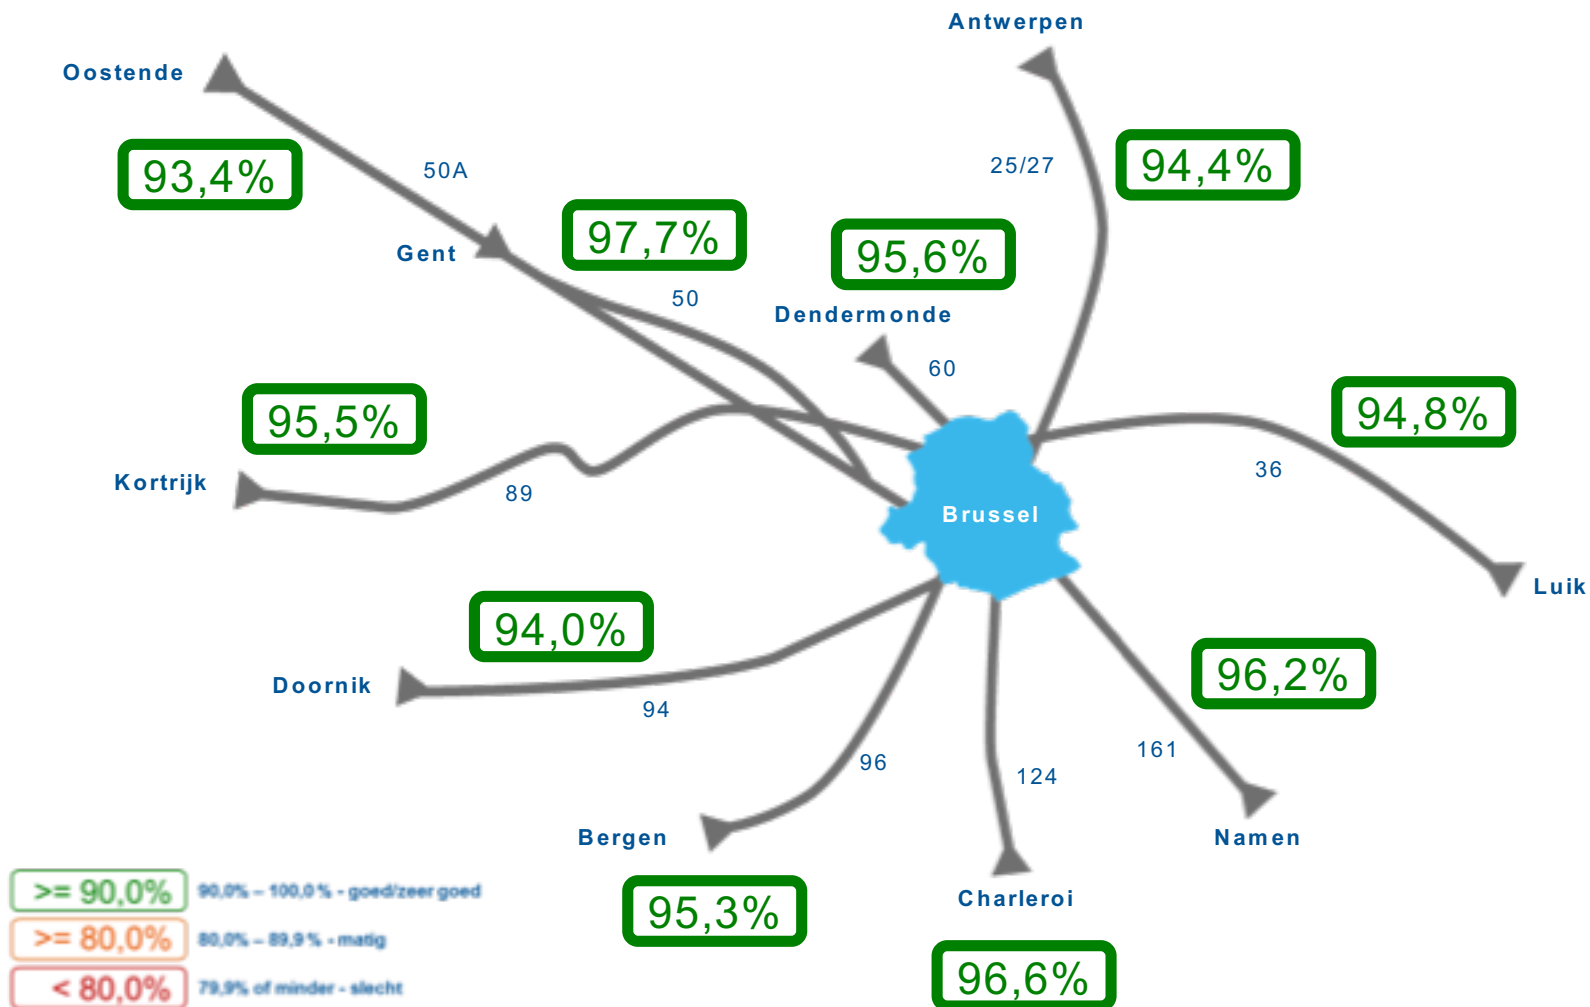 Antwerpen
Oostende
93,4%
50A
25/27
94,4%
Gent
97,7%
50
95,6%
Dendermonde
60
95,5%
94,8%
Kortrijk
89
36
Brussel
Luik
94,0%
Doornik
94
96,2%
96
124
161
Bergen
Namen
95,3%
Charleroi
96,6%
>= 90,0% 90,0% – 100,0% - goed/zeer goed
>= 80,0% 80,0% – 89,9% - matig
< 80,0% 79,9% of minder - slecht